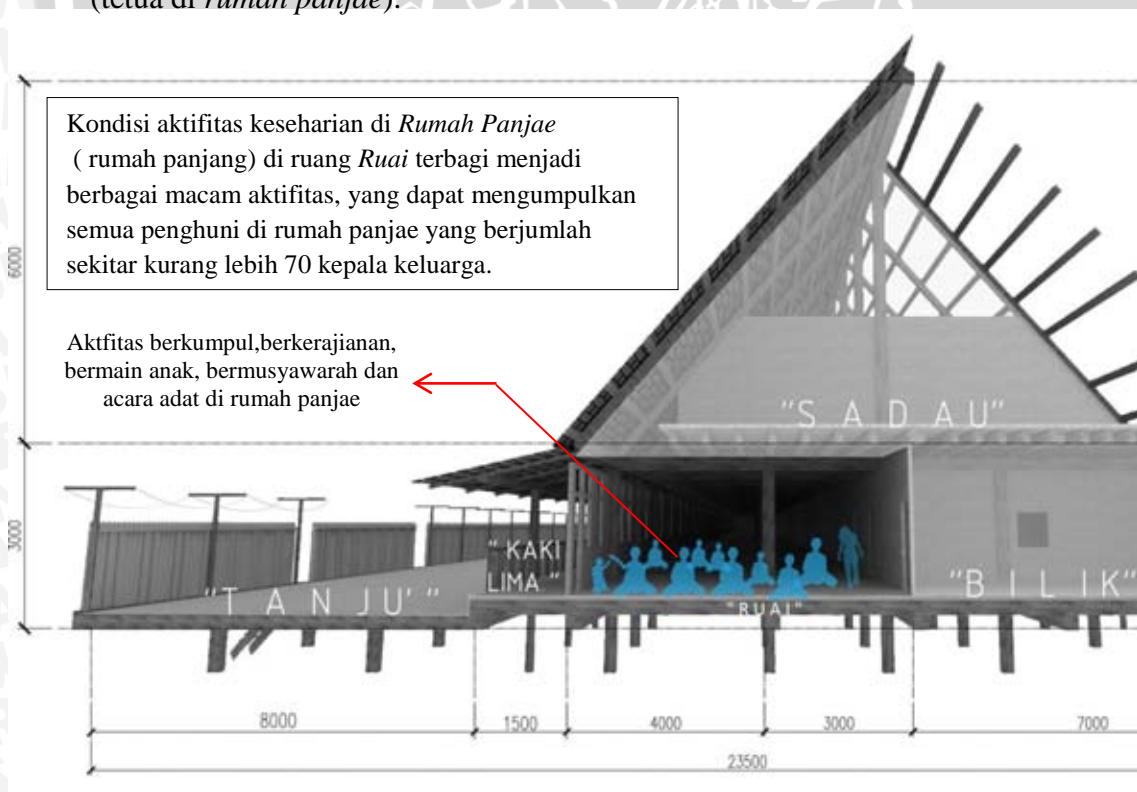 (tetua di rumah panjae).
Kondisi aktifitas keseharian di Rumah Panjae
( rumah panjang) di ruang Ruai terbagi menjadi
berbagai macam aktifitas, yang dapat mengumpulkan
semua penghuni di rumah panjae yang berjumlah
sekitar kurang lebih 70 kepala keluarga.
Aktfitas berkumpul,berkerajianan,
bermain anak, bermusyawarah dan
acara adat di rumah panjae
6000
"S A D A U"
3000
" KAKI
LIMA "
"T A N J U' "
"B I L I K"
"RUAI"
8000
1500
4000
3000
7000
23500